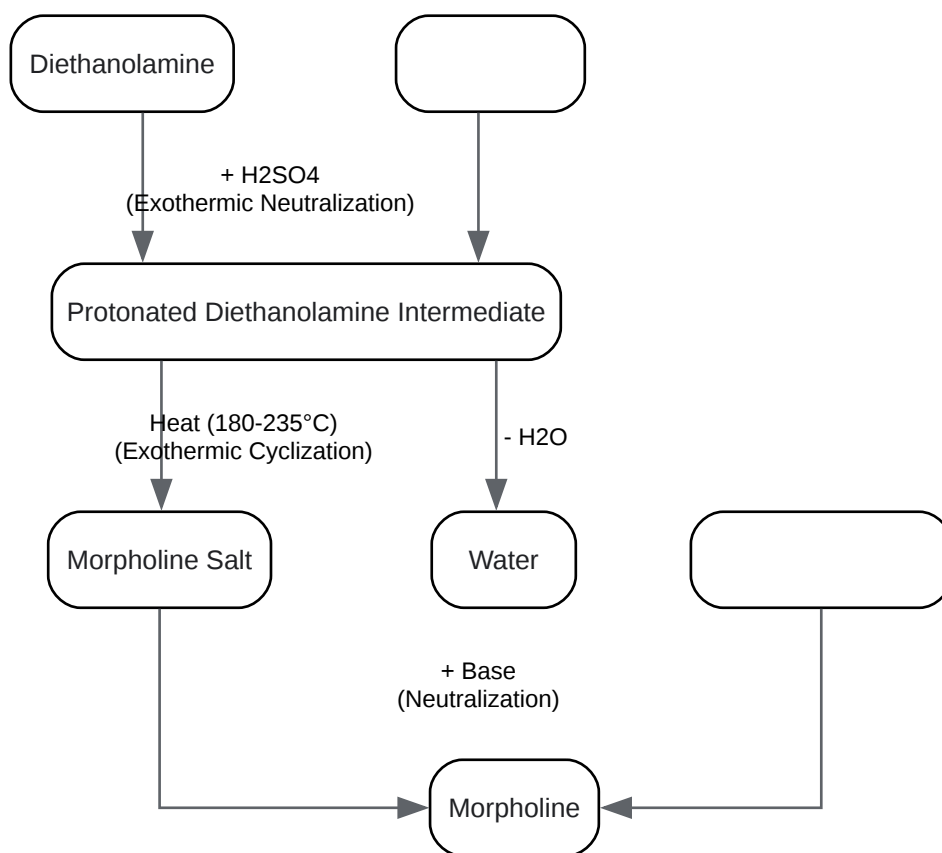 Diethanolamine
+ H2SO4
(Exothermic Neutralization)
Protonated Diethanolamine Intermediate
Heat (180-235°C)
(Exothermic Cyclization)
- H2O
Morpholine Salt
Water
+ Base
(Neutralization)
Morpholine